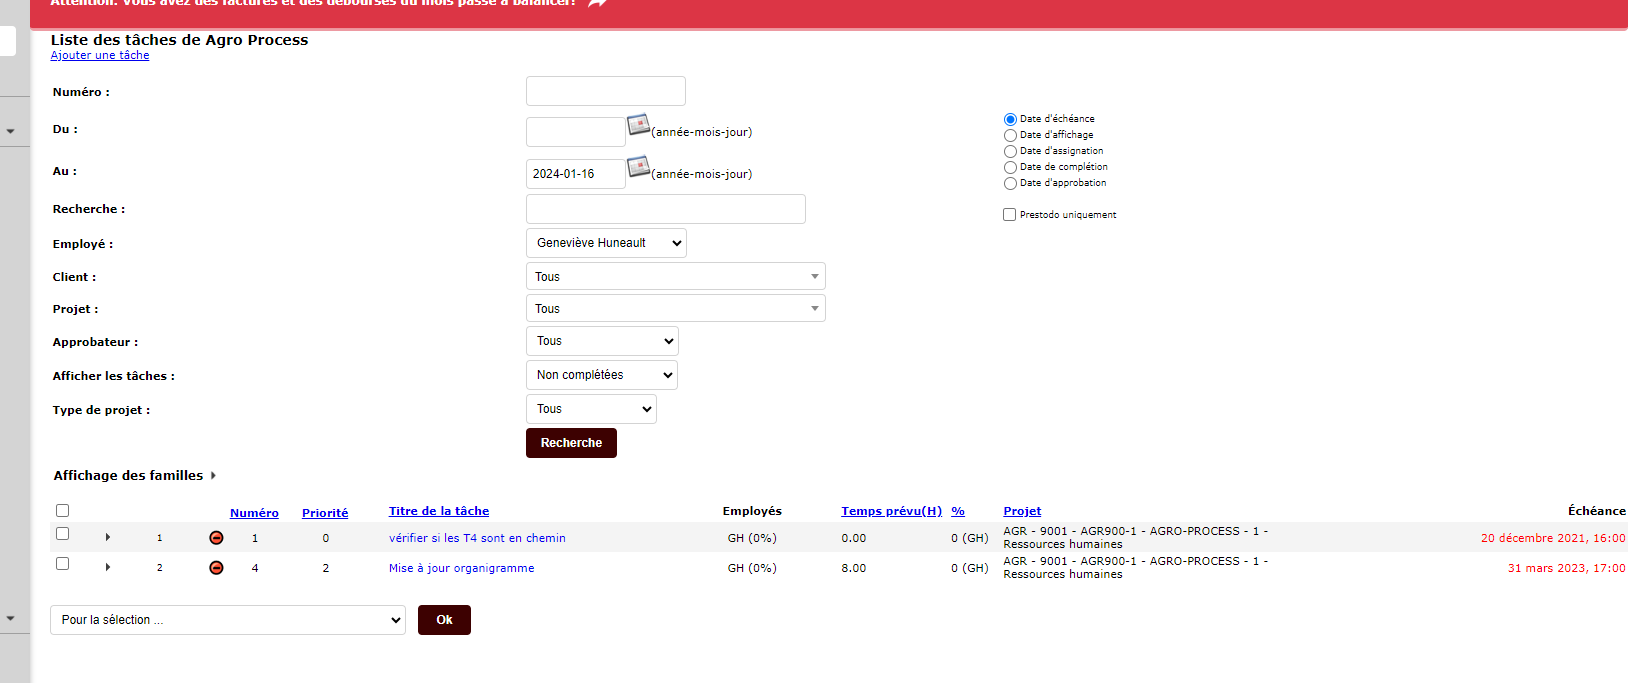 Attention. Vous avez des factures et des déboursés du mois passé à balancer!
Liste des tâches de Agro Process
Ajouter une tâche
Numéro :
Du :
(année-mois-jour)
Au :
2024-01-16
(année-mois-jour)
Date d'échéance
Date d'affichage
Date d'assignation
Date de complétion
Date d'approbation
Prestodo uniquement
Recherche :
Employé :
Geneviève Huneault
Client :
Tous
Projet :
Tous
Approbateur :
Tous
Afficher les tâches :
Non complétées
Type de projet :
Tous
Recherche
Affichage des familles
Numéro Priorité Titre de la tâche Employés Temps prévu(H) % Projet Échéance
1 1 0 vérifier si les T4 sont en chemin GH (0%) 0.00 0 (GH) AGR - 9001 - AGR900-1 - AGRO-PROCESS - 1 - 20 décembre 2021, 16:00
Ressources humaines
2 4 2 Mise à jour organigramme GH (0%) 8.00 0 (GH) AGR - 9001 - AGR900-1 - AGRO-PROCESS - 1 - 31 mars 2023, 17:00
Ressources humaines
Pour la sélection ...
Ok